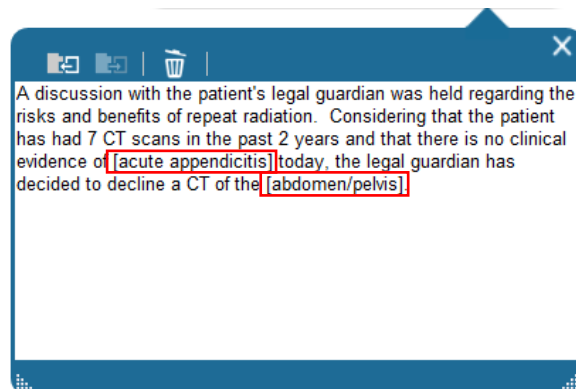 A discussion with the patient's legal guardian was held regarding the
risks and benefits of repeat radiation.  Considering that the patient
has had 7 CT scans in the past 2 years and that there is no clinical
evidence of [acute appendicitis] today, the legal guardian has
decided to decline a CT of the [abdomen/pelvis].